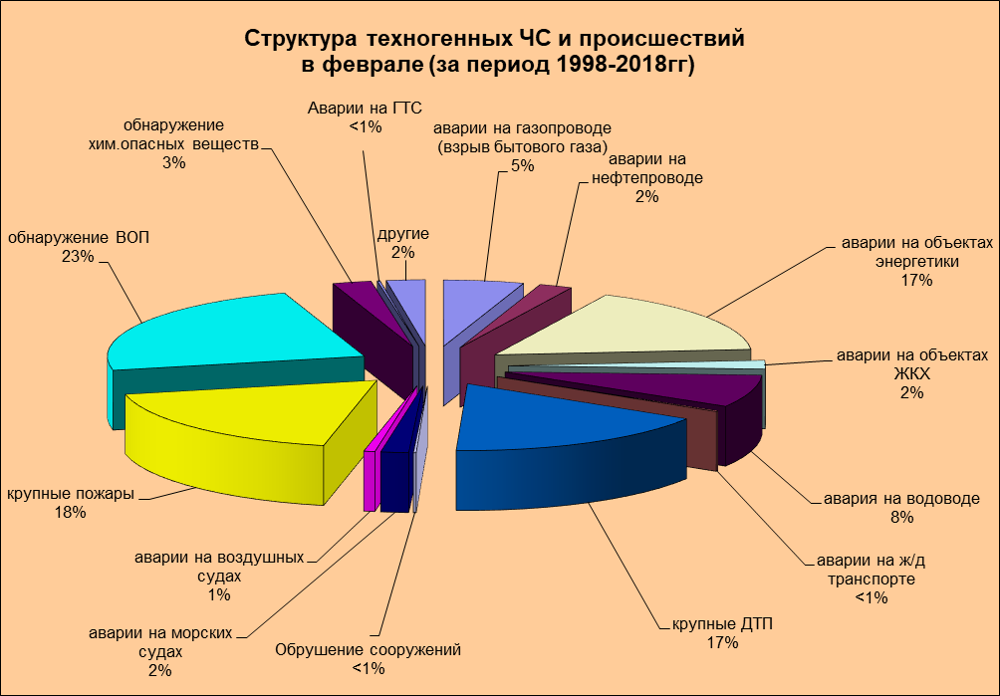 Структура техногенных ЧС и происшествий
в феврале (за период 1998-2018гг)
Аварии на ГТС
<1%
обнаружение
хим.опасных веществ
3%
аварии на газопроводе
(взрыв бытового газа)
5%
аварии на
нефтепроводе
2%
другие
2%
обнаружение ВОП
23%
аварии на объектах
энергетики
17%
аварии на объектах
ЖКХ
2%
крупные пожары
18%
авария на водоводе
8%
аварии на воздушных
судах
1%
аварии на ж/д
транспорте
<1%
аварии на морских
судах
2%
Обрушение сооружений
<1%
крупные ДТП
17%